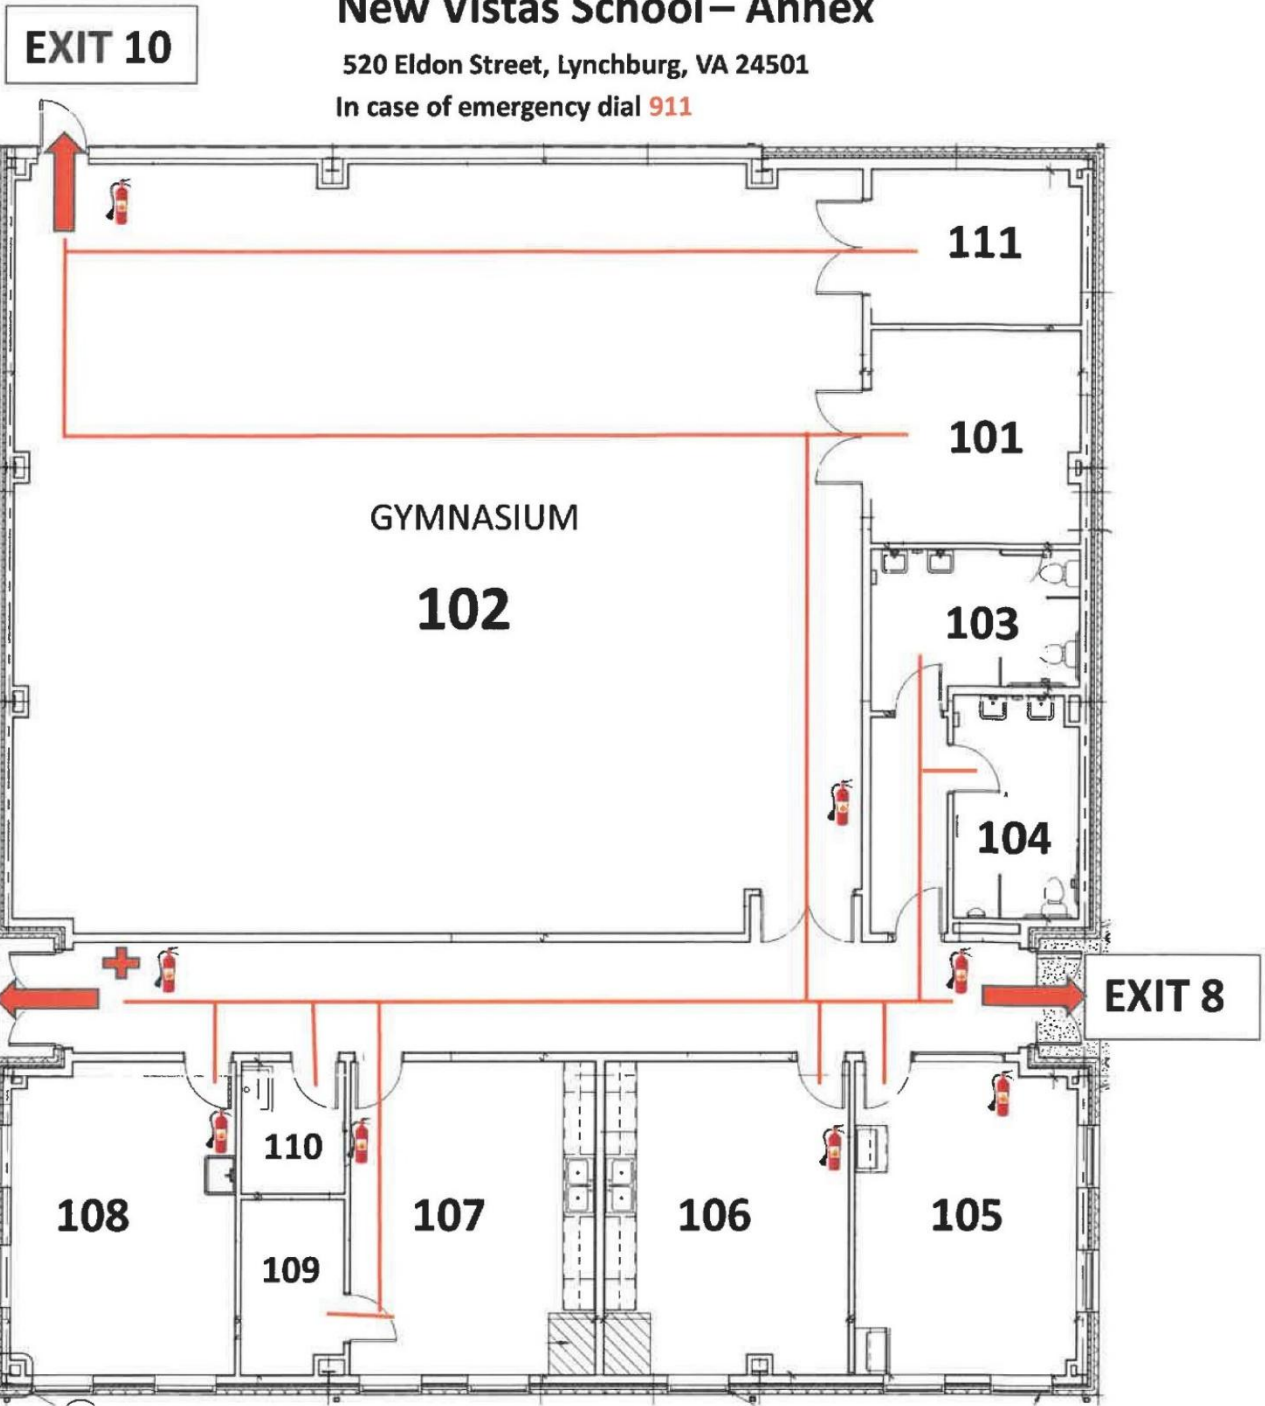 New Vistas School – Annex
EXIT 10
520 Eldon Street, Lynchburg, VA 24501
In case of emergency dial 911
111
101
GYMNASIUM
102
103
104
EXIT 8
110
108
107
106
105
109